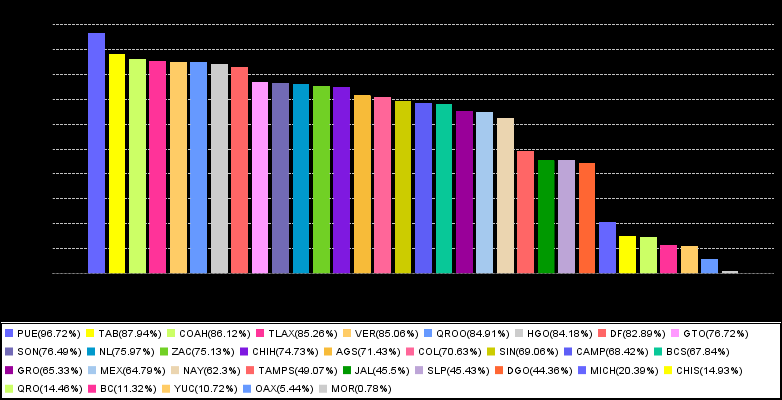 PUE(96.72%) TAB(87.94%) COAH(86.12%) TLAX(85.26%) VER(85.06%) QROO(84.91%) HGO(84.18%) DF(82.89%) GTO(76.72%)
SON(76.49%) NL(75.97%) ZAC(75.13%) CHIH(74.73%) AGS(71.43%) COL(70.63%) SIN(69.06%) CAMP(68.42%) BCS(67.84%)
GRO(65.33%) MEX(64.79%) NAY(62.3%) TAMPS(49.07%) JAL(45.5%) SLP(45.43%) DGO(44.36%) MICH(20.39%) CHIS(14.93%)
QRO(14.46%) BC(11.32%) YUC(10.72%) OAX(5.44%) MOR(0.78%)